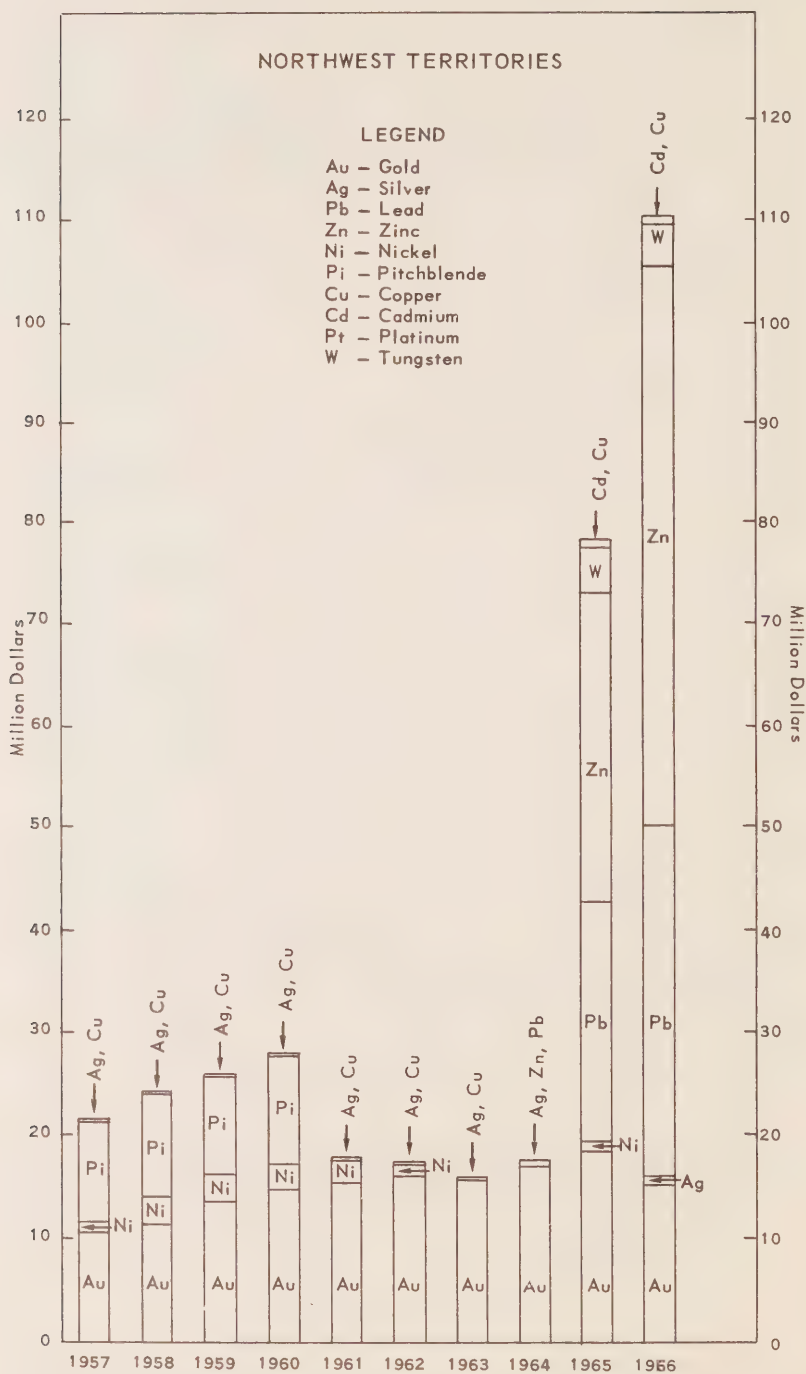 NORTHWEST TERRITORIES
LEGEND
Au – Gold
Ag – Silver
Pb – Lead
Zn – Zinc
Ni – Nickel
Pi – Pitchblende
Cu – Copper
Cd – Cadmium
Pt – Platinum
W – Tungsten
Million Dollars
120
110
100
90
80
70
60
50
40
30
20
10
0
Ag, Cu
Pi
Ni
Au
Ag, Cu
Pi
Ni
Au
Ag, Cu
Pi
Ni
Au
Ag, Cu
Pi
Ni
Au
Ag, Cu
Ni
Au
Ag, Cu
Ni
Au
Ag, Cu
Au
Ag, Zn, Pb
Au
Cd, Cu
W
Zn
Pb
Ni
Au
Cd, Cu
W
Zn
Pb
Ag
Au
120
110
100
90
80
70
60
50
40
30
20
10
0
Million Dollars
1957 1958 1959 1960 1961 1962 1963 1964 1965 1966